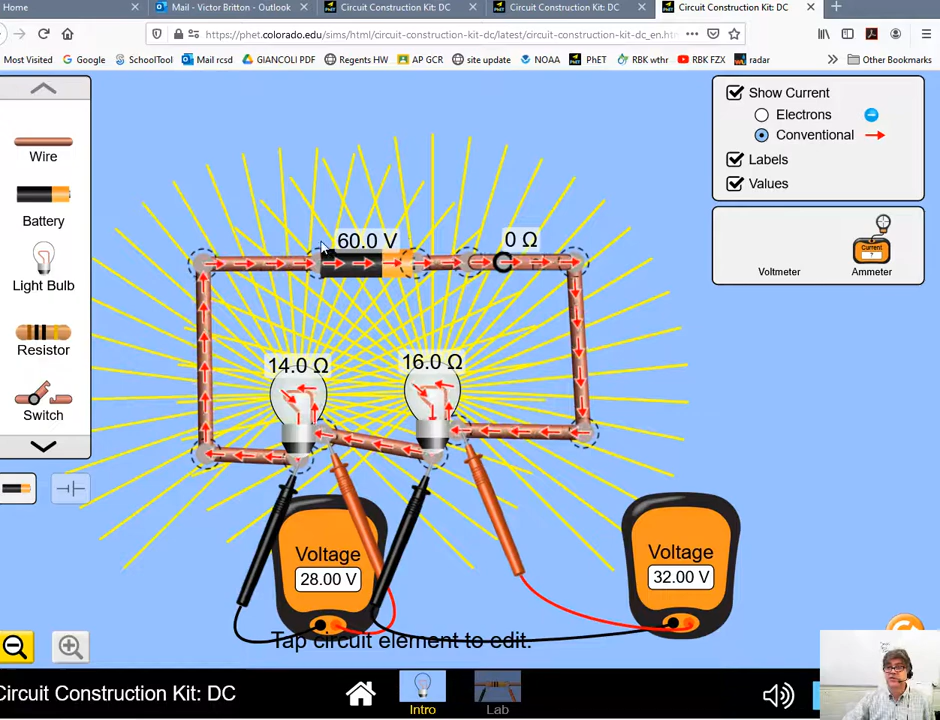 Home
Mail - Victor Britton - Outlook
Circuit Construction Kit: DC
Circuit Construction Kit: DC
Circuit Construction Kit: DC
https://phet.colorado.edu/sims/html/circuit-construction-kit-dc/latest/circuit-construction-kit-dc_en.html
Most Visited
Google
SchoolTool
Mail rcsd
GIANCOLI PDF
Regents HW
AP GCR
site update
NOAA
PhET
RBK wthr
RBK FZX
radar
Other Bookmarks
Show Current
Electrons
Conventional
Labels
Values
Voltmeter
Ammeter
Current
?
Wire
Battery
Light Bulb
Resistor
Switch
60.0 V
0 Ω
14.0 Ω
16.0 Ω
Voltage
28.00 V
Voltage
32.00 V
Tap circuit element to edit.
Circuit Construction Kit: DC
Intro
Lab